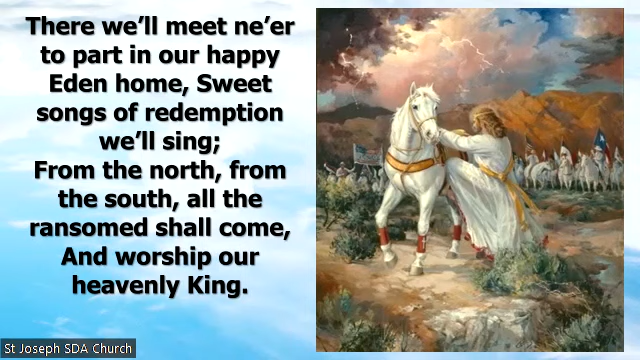 There we’ll meet ne’er
to part in our happy
Eden home, Sweet
songs of redemption
we’ll sing;
From the north, from
the south, all the
ransomed shall come,
And worship our
heavenly King.
St Joseph SDA Church